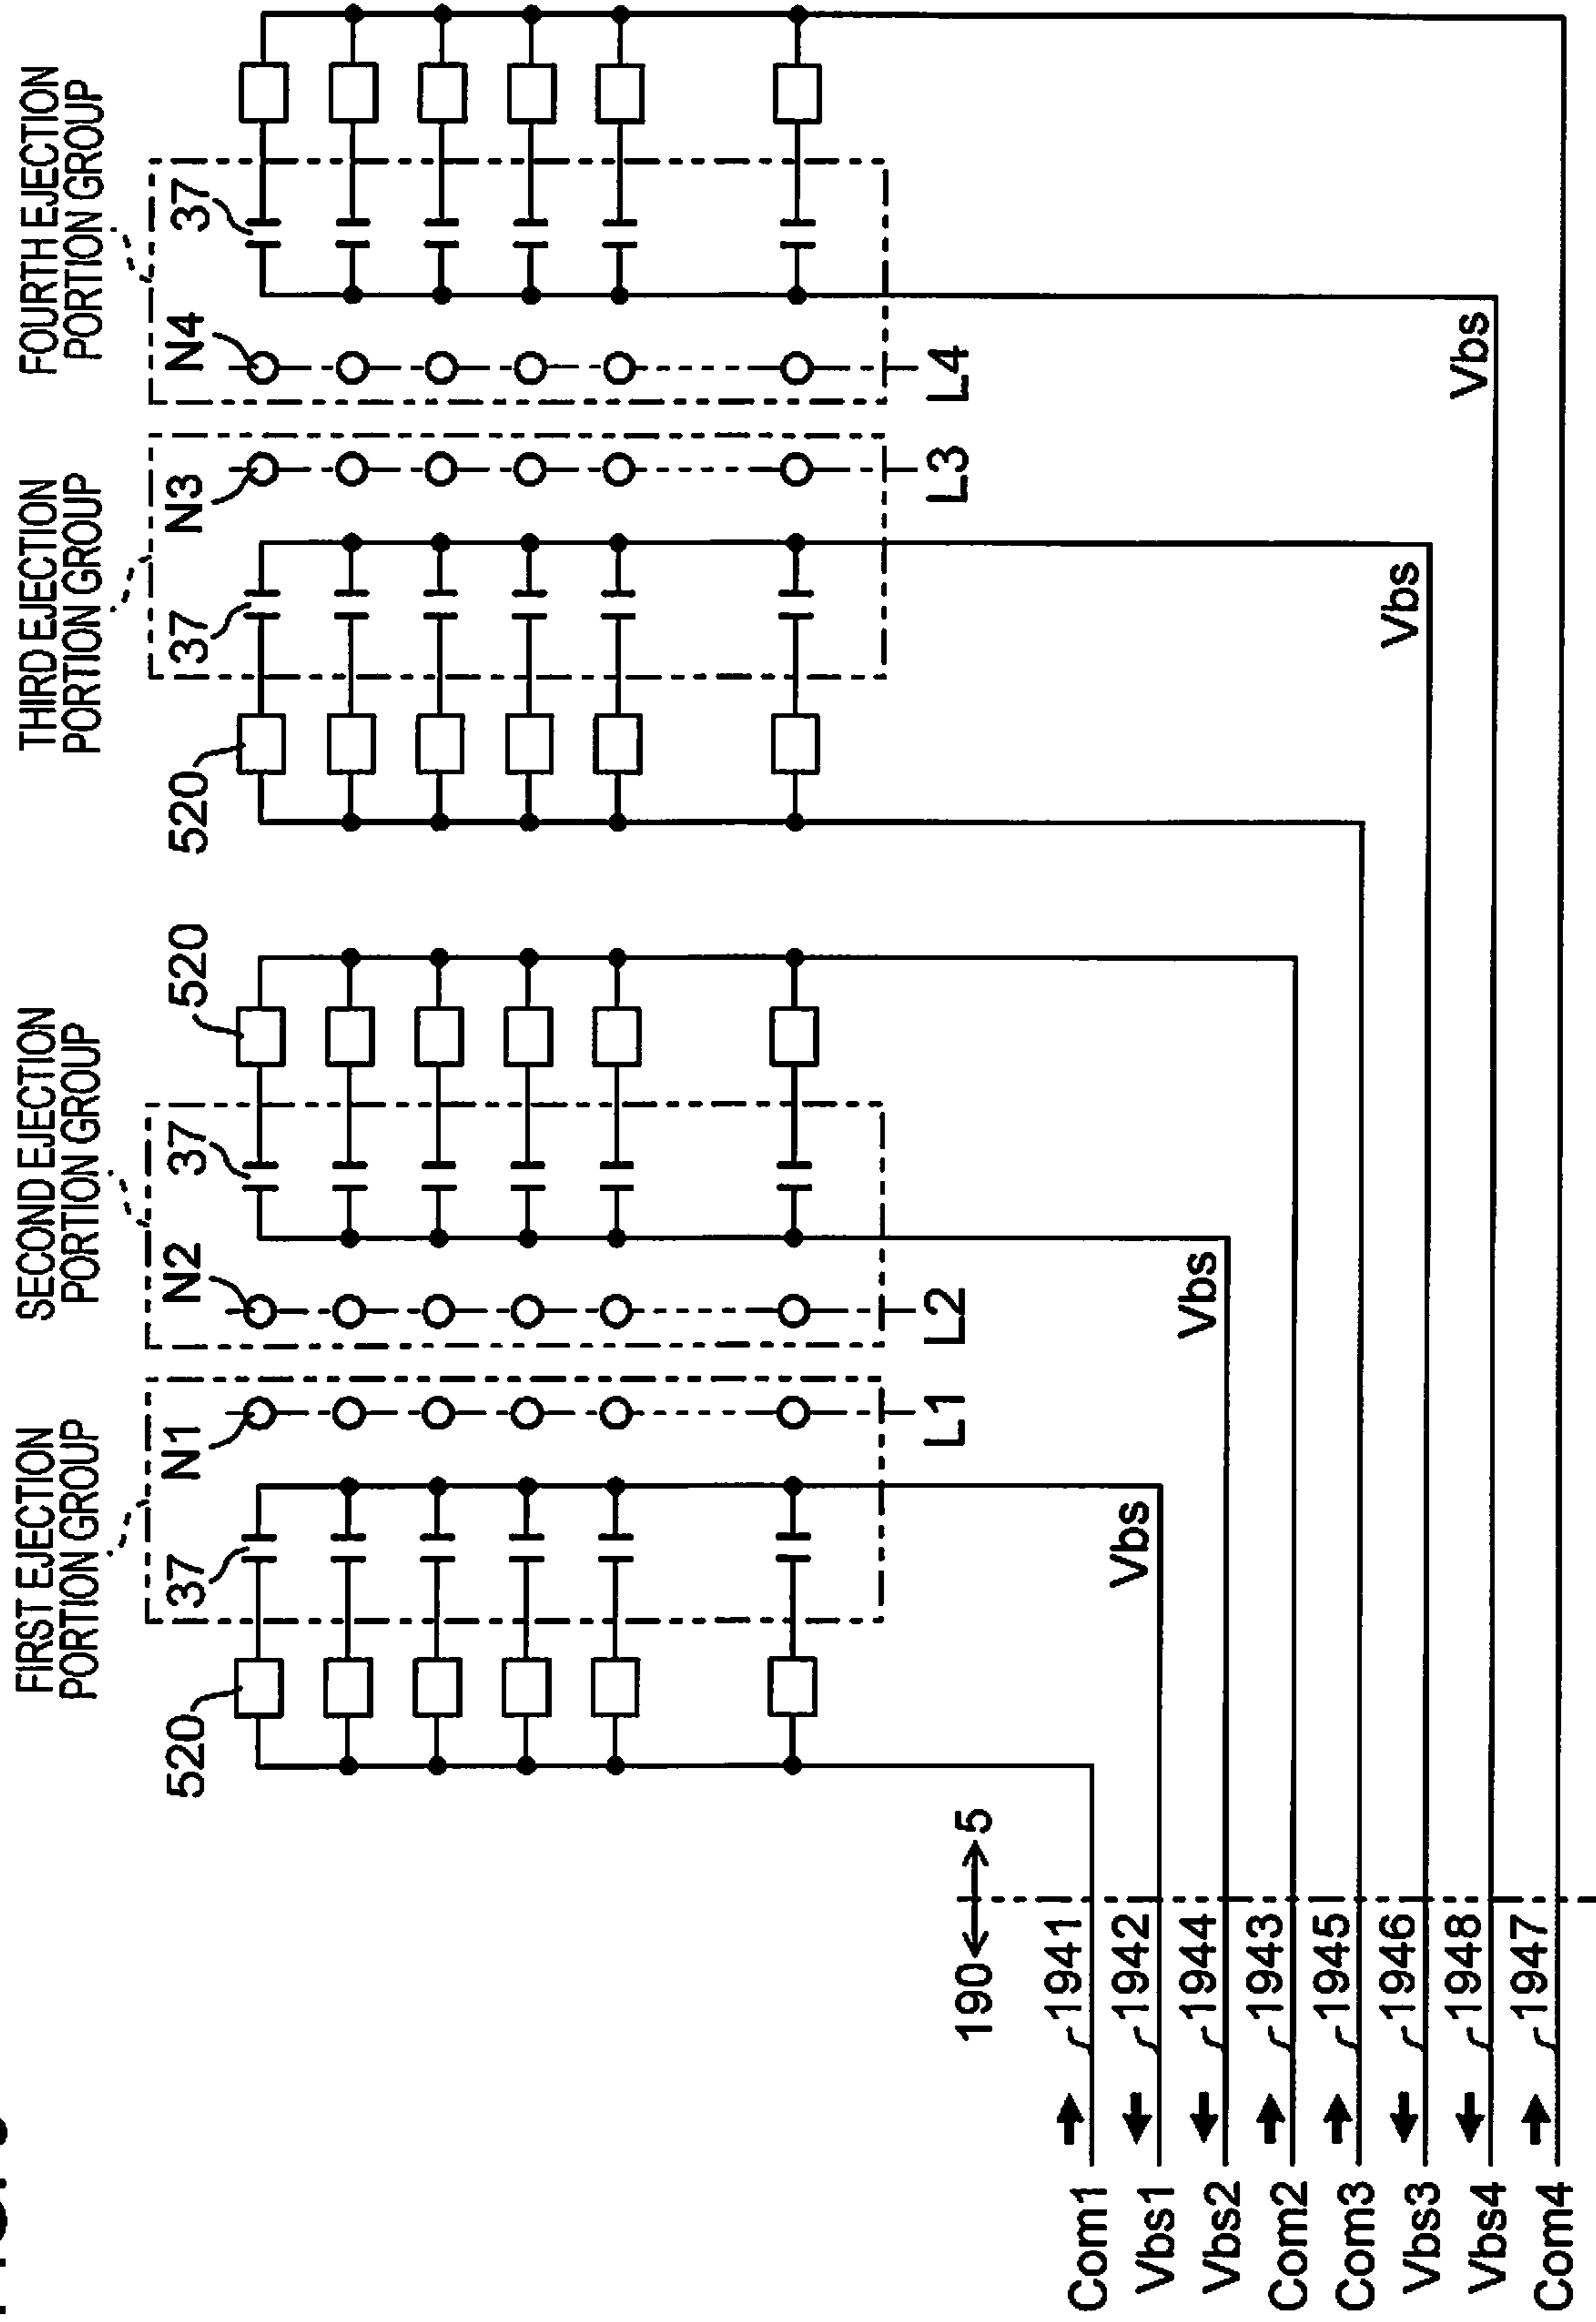 FIRST EJECTION
PORTION GROUP
SECOND EJECTION
PORTION GROUP
THIRD EJECTION
PORTION GROUP
FOURTH EJECTION
PORTION GROUP
520
37
N1
N2
37
520
520
37
N3
N4
37
L1
L2
L3
L4
190
5
Com1
1941
Vbs
Vbs1
1942
Vbs2
1944
Vbs
Com2
1943
Com3
1945
Vbs3
1946
Vbs
Vbs4
1948
Vbs
Com4
1947